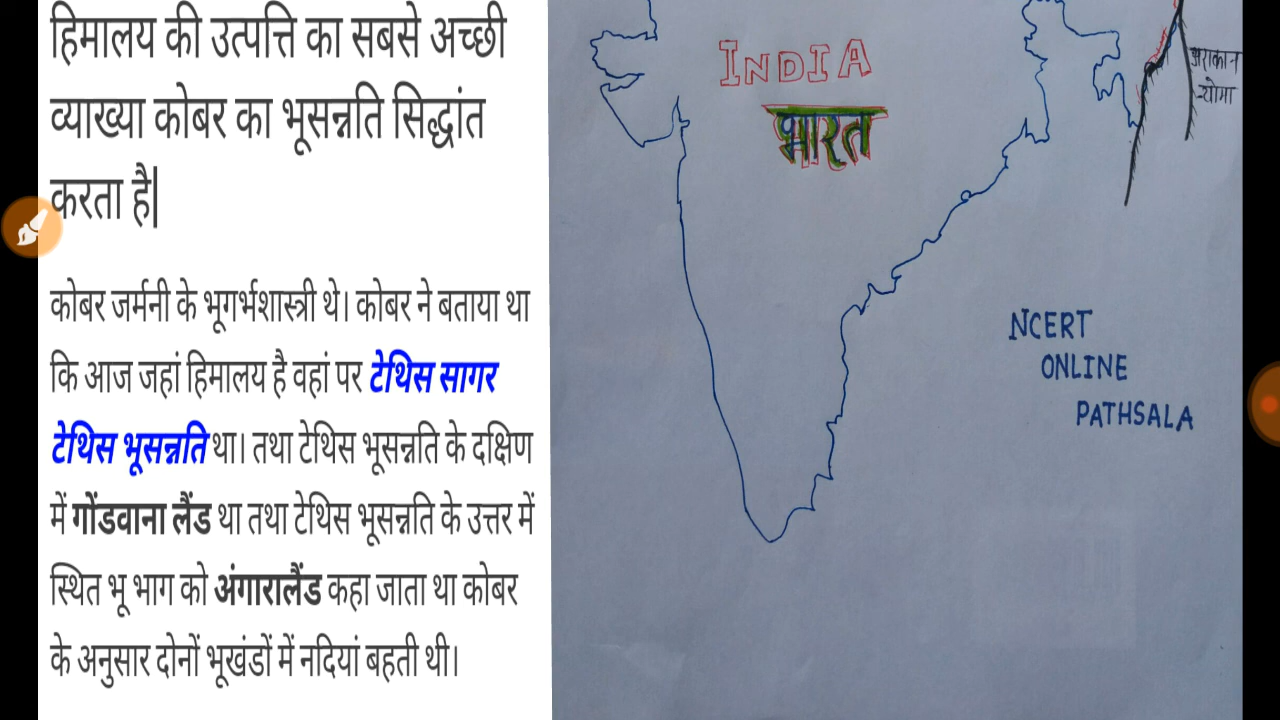 हिमालय की उत्पत्ति का सबसे अच्छी
व्याख्या कोबर का भूसन्नति सिद्धांत
करता है|
कोबर जर्मनी के भूगर्भशास्त्री थे। कोबर ने बताया था
कि आज जहां हिमालय है वहां पर टेथिस सागर
टेथिस भूसन्नति था। तथा टेथिस भूसन्नति के दक्षिण
में गोंडवाना लैंड था तथा टेथिस भूसन्नति के उत्तर में
स्थित भू भाग को अंगारालैंड कहा जाता था कोबर
के अनुसार दोनों भूखंडों में नदियां बहती थी।
INDIA
भारत
अराकान
योमा
NCERT
ONLINE
PATHSALA